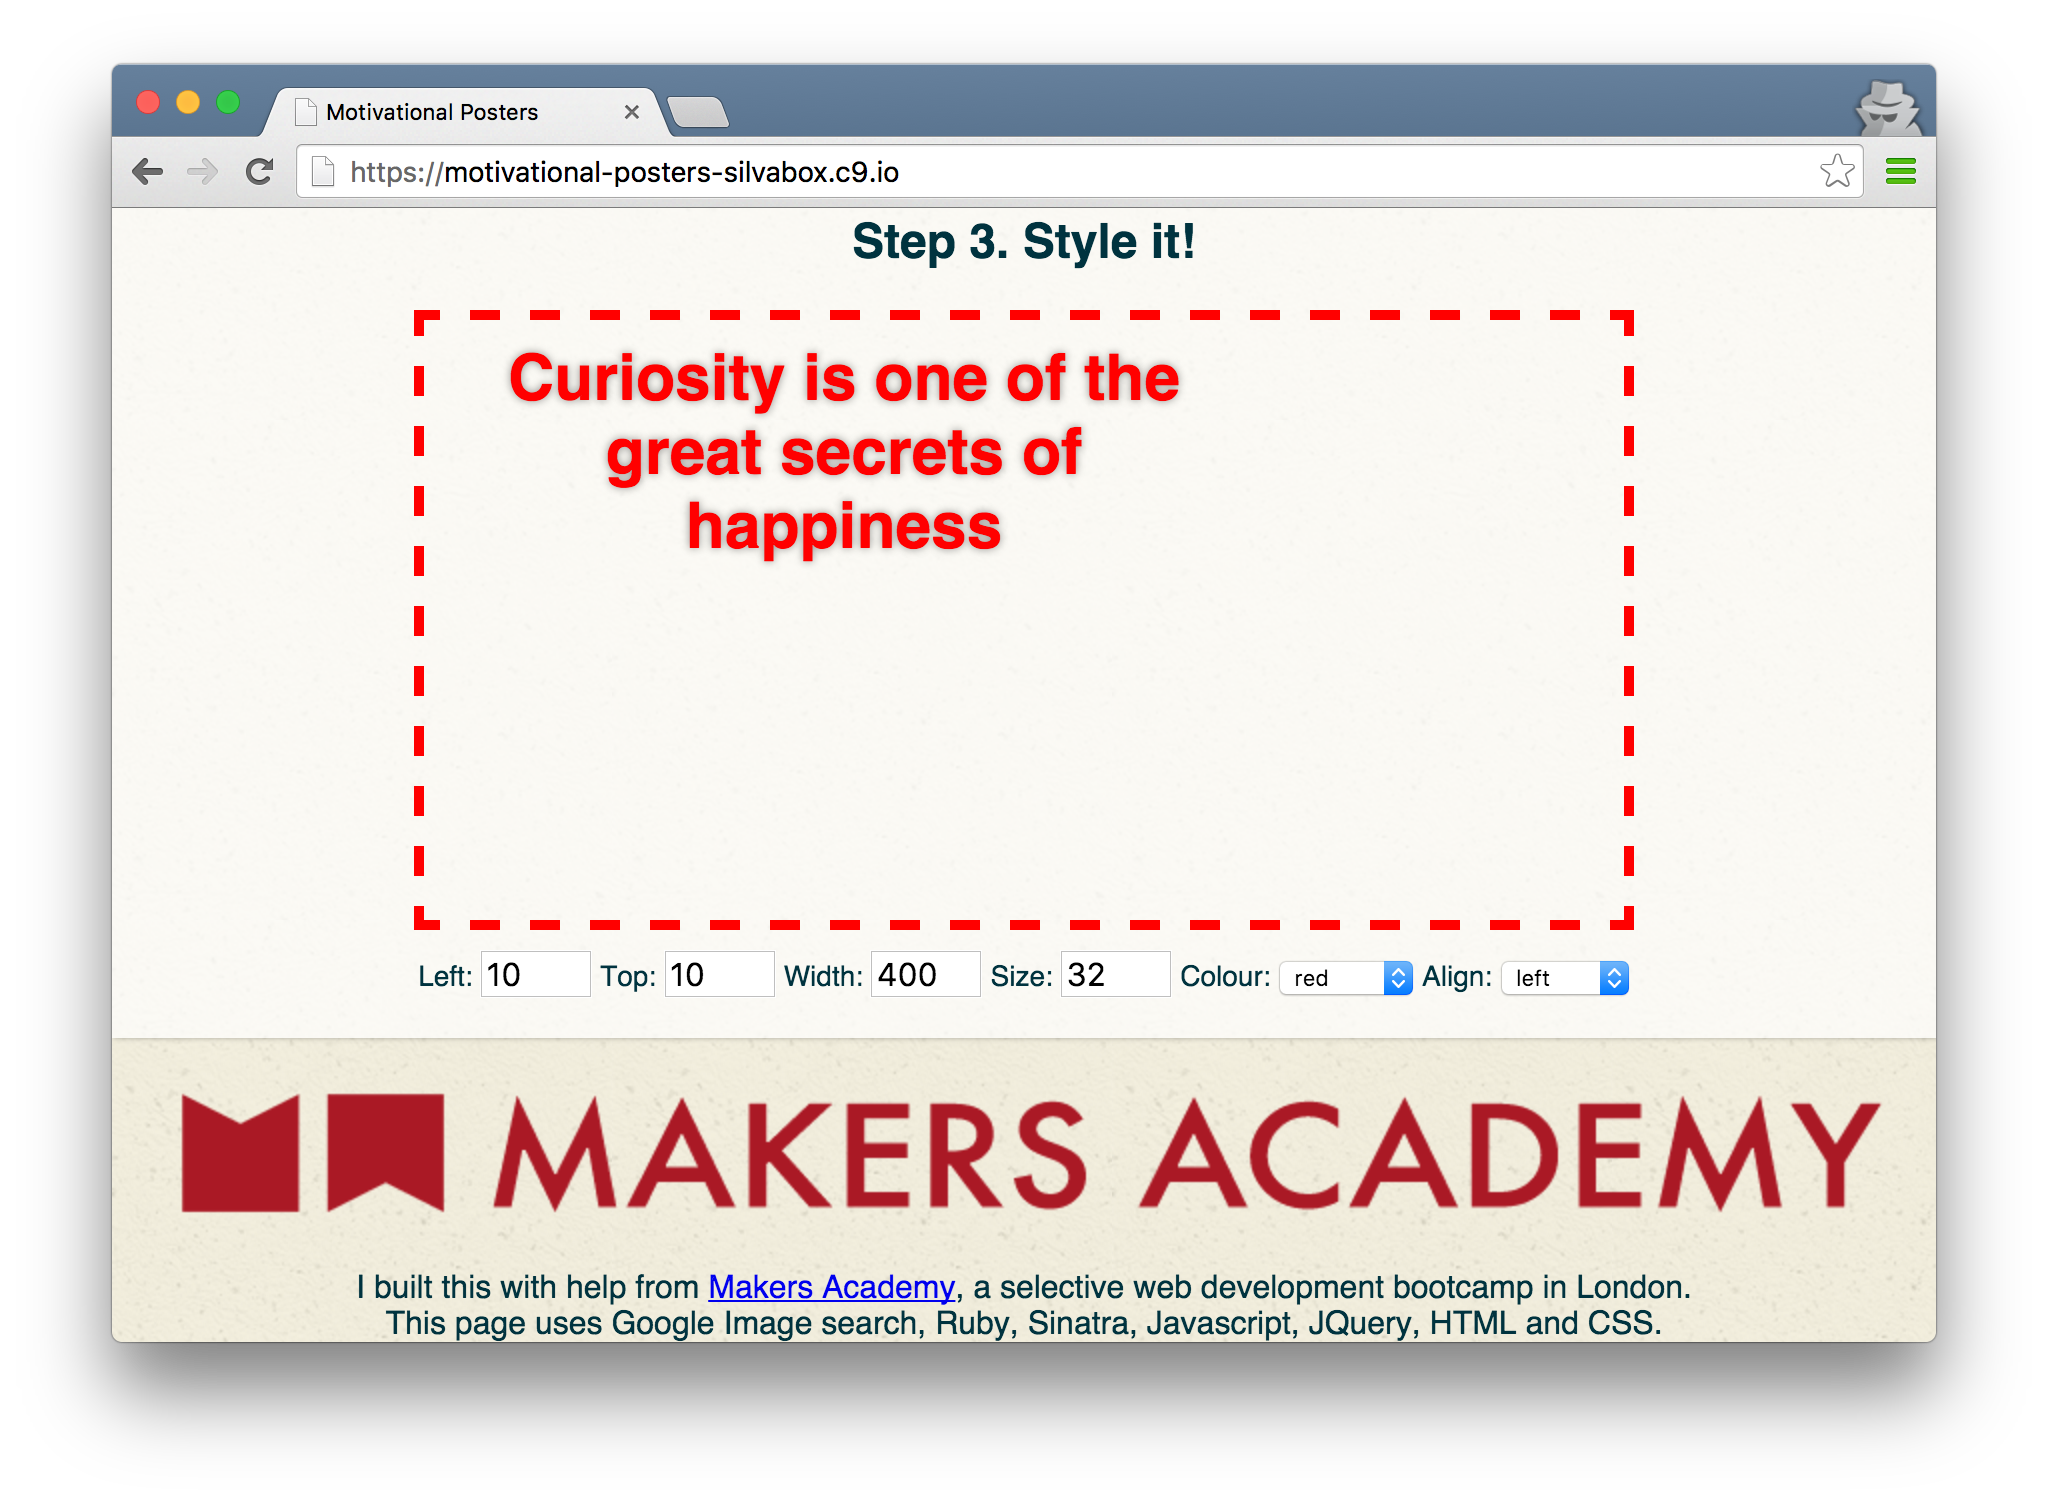 Motivational Posters
https://motivational-posters-silvabox.c9.io
Step 3. Style it!
Curiosity is one of the
great secrets of
happiness
Left: 10 Top: 10 Width: 400 Size: 32 Colour: red Align: left
MAKERS ACADEMY
I built this with help from Makers Academy, a selective web development bootcamp in London.
This page uses Google Image search, Ruby, Sinatra, Javascript, JQuery, HTML and CSS.